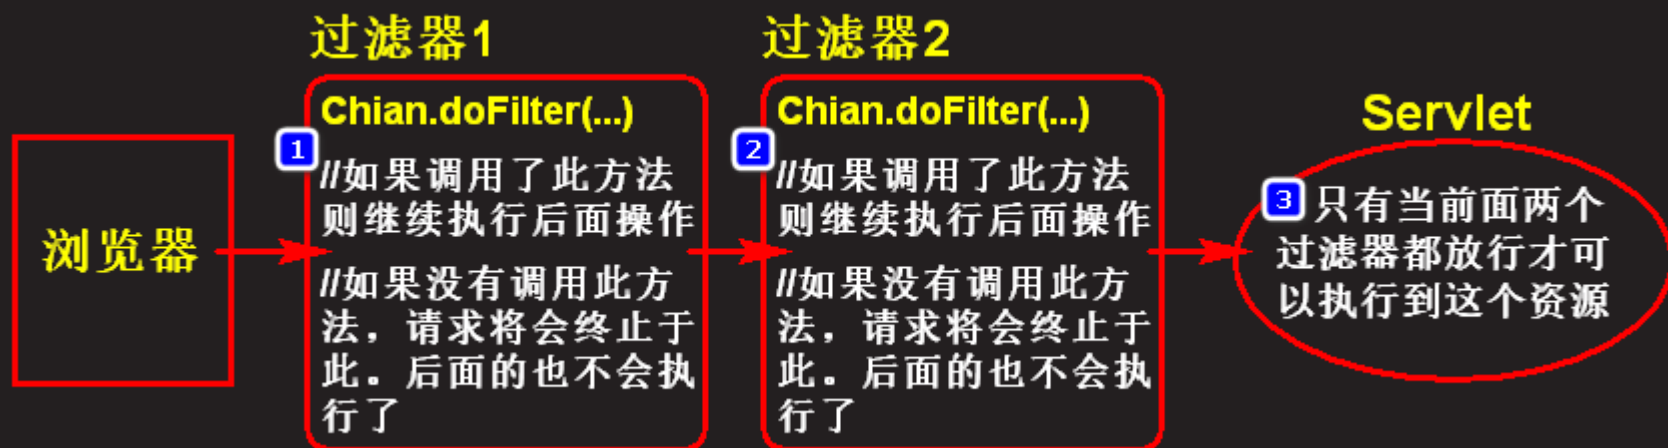 过滤器1
过滤器2
Chian.doFilter(...)
1
//如果调用了此方法
则继续执行后面操作
//如果没有调用此方
法，请求将会终止于
此。后面的也不会执
行了
Chian.doFilter(...)
2
//如果调用了此方法
则继续执行后面操作
//如果没有调用此方
法，请求将会终止于
此。后面的也不会执
行了
Servlet
3 只有当前面两个
过滤器都放行才可
以执行到这个资源
浏览器